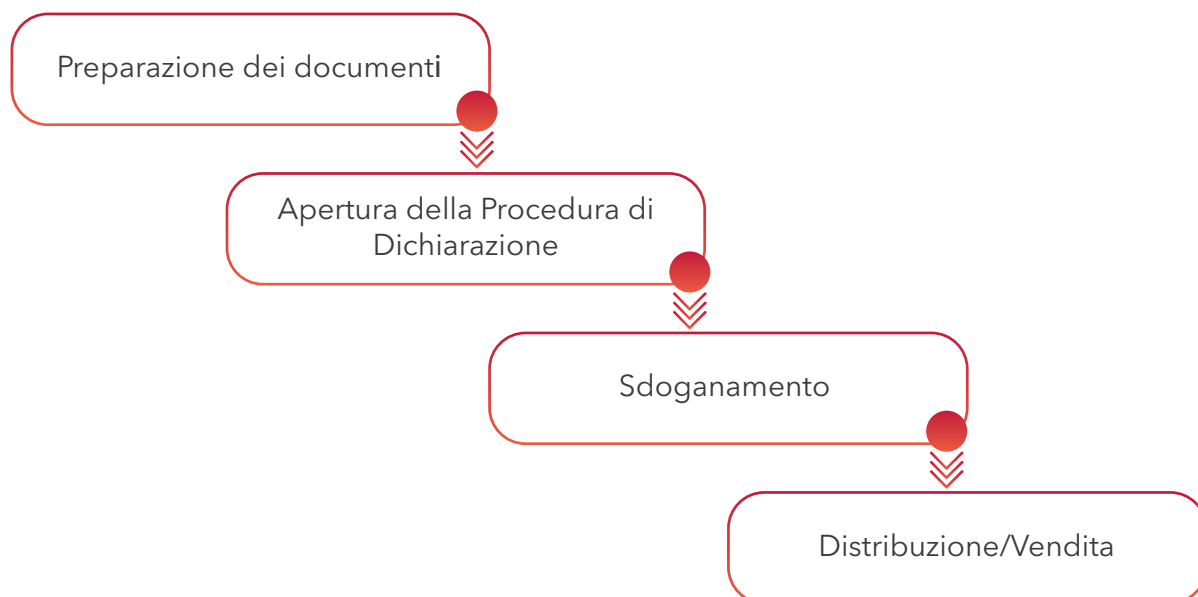 Preparazione dei documenti
Apertura della Procedura di
Dichiarazione
Sdoganamento
Distribuzione/Vendita